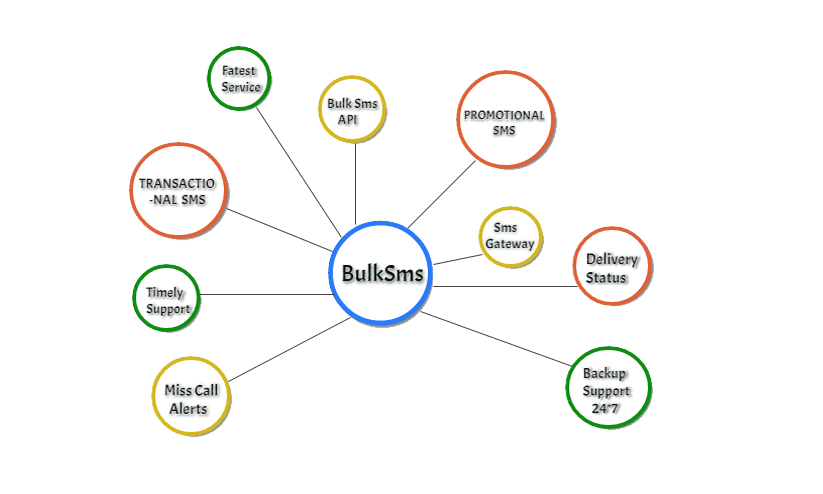 Fatest
Service
Bulk Sms
API
PROMOTIONAL
SMS
TRANSACTIO
-NAL SMS
Sms
Gateway
Delivery
Status
BulkSms
Timely
Support
Miss Call
Alerts
Backup
Support
24*7